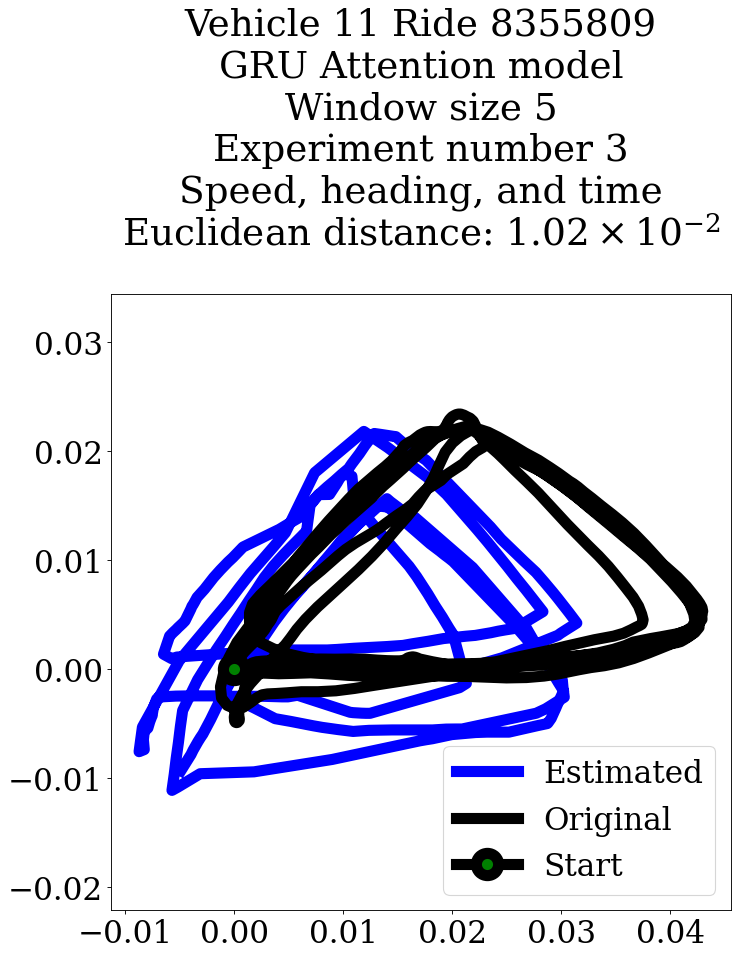 Vehicle 11 Ride 8355809
GRU Attention model
Window size 5
Experiment number 3
Speed, heading, and time
Euclidean distance: 1.02 × 10⁻²
0.03
0.02
0.01
0.00
−0.01
−0.02
Estimated
Original
Start
−0.01 0.00 0.01 0.02 0.03 0.04